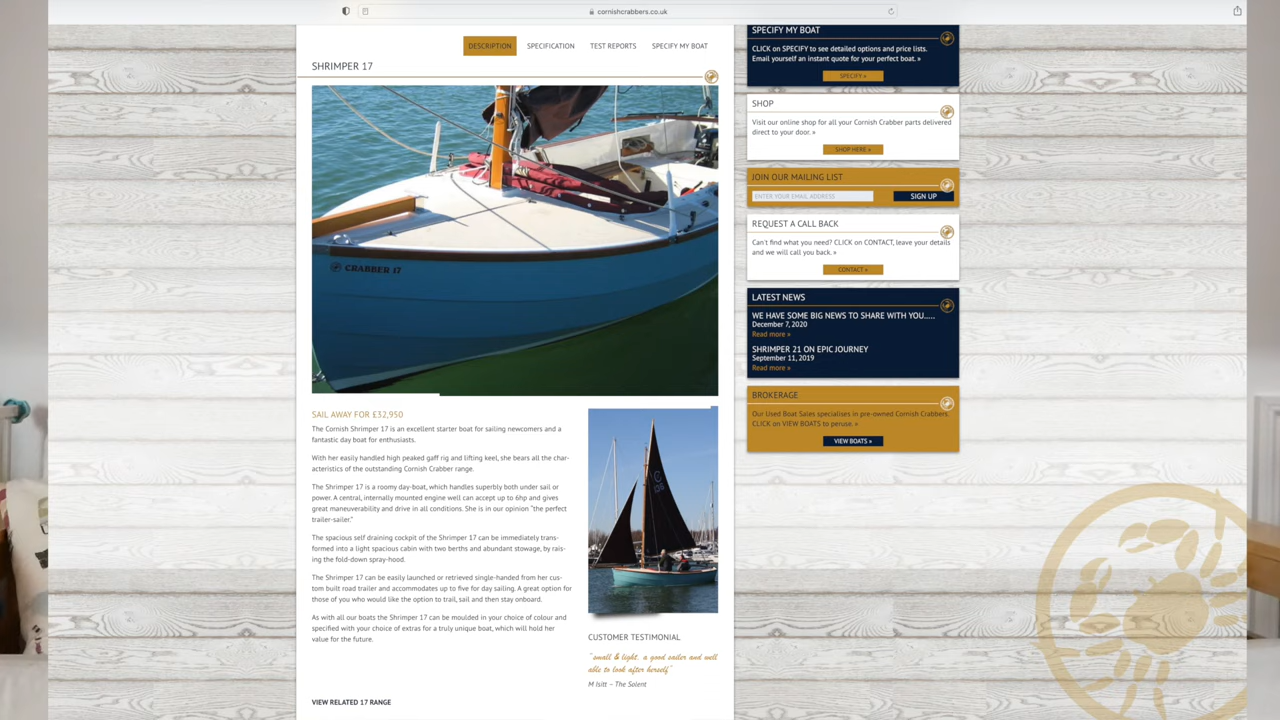 cornishcrabbers.co.uk
DESCRIPTION
SPECIFICATION
TEST REPORTS
SPECIFY MY BOAT
SHRIMPER 17
CRABBER 17
SAIL AWAY FOR £32,950
The Cornish Shrimper 17 is an excellent starter boat for sailing newcomers and a
fantastic day boat for enthusiasts.
With her easily handled high peaked gaff rig and lifting keel, she bears all the char-
acteristics of the outstanding Cornish Crabber range.
The Shrimper 17 is a roomy day-boat, which handles superbly both under sail or
power. A central, internally mounted engine well can accept up to 6hp and gives
great maneuverability and drive in all conditions. She is in our opinion “the perfect
trailer-sailer.”
The spacious self draining cockpit of the Shrimper 17 can be immediately trans-
formed into a light spacious cabin with two berths and abundant stowage, by rais-
ing the fold-down spray-hood.
The Shrimper 17 can be easily launched or retrieved single-handed from her cus-
tom built road trailer and accommodates up to five for day sailing. A great option for
those of you who would like the option to trail, sail and then stay onboard.
As with all our boats the Shrimper 17 can be moulded in your choice of colour and
specified with your choice of extras for a truly unique boat, which will hold her
value for the future.
CUSTOMER TESTIMONIAL
“small & light, a good sailer and well
able to look after herself”
M Isitt – The Solent
VIEW RELATED 17 RANGE
SPECIFY MY BOAT
CLICK on SPECIFY to see detailed options and price lists.
Email yourself an instant quote for your perfect boat. »
SPECIFY »
SHOP
Visit our online shop for all your Cornish Crabber parts delivered
direct to your door. »
SHOP HERE »
JOIN OUR MAILING LIST
ENTER YOUR EMAIL ADDRESS
SIGN UP
REQUEST A CALL BACK
Can't find what you need? CLICK on CONTACT, leave your details
and we will call you back. »
CONTACT »
LATEST NEWS
WE HAVE SOME BIG NEWS TO SHARE WITH YOU.....
December 7, 2020
Read more »
SHRIMPER 21 ON EPIC JOURNEY
September 11, 2019
Read more »
BROKERAGE
Our Used Boat Sales specialises in pre-owned Cornish Crabbers.
CLICK on VIEW BOATS to peruse. »
VIEW BOATS »